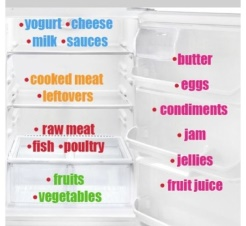 •yogurt •cheese
•milk •sauces
•cooked meat
•leftovers
•raw meat
•fish •poultry
•fruits
•vegetables
•butter
•eggs
•condiments
•jam
•jellies
•fruit juice